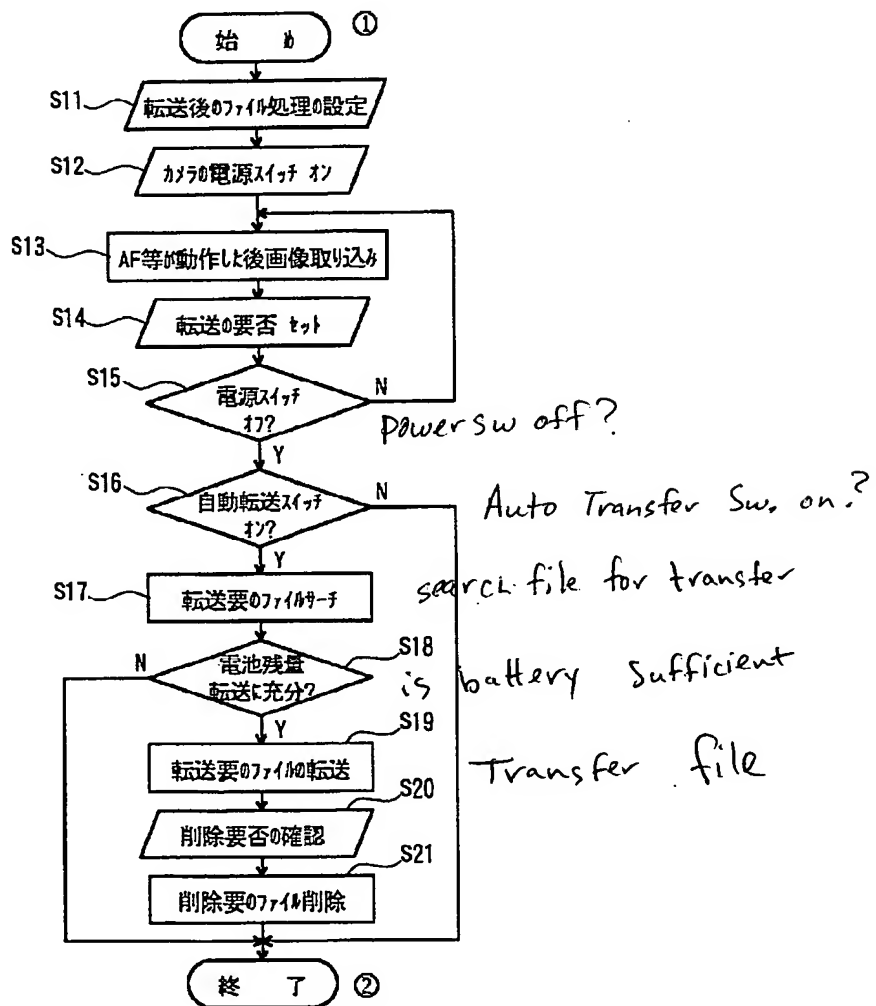 始 め ①
S11 転送後のファイル処理の設定
S12 カメラの電源スイッチ オン
S13 AF等が動作した後画像取り込み
S14 転送の要否 セット
S15 電源スイッチ
オフ?
N
Power sw off?
Y
S16 自動転送スイッチ
オン?
N
Auto Transfer Sw. on.?
Y
S17 転送要のファイルサーチ
search file for transfer
N
電池残量
転送に充分?
S18
is battery sufficient
Y
S19
転送要のファイルの転送
Transfer file
S20
削除要否の確認
S21
削除要のファイル削除
終 了 ②